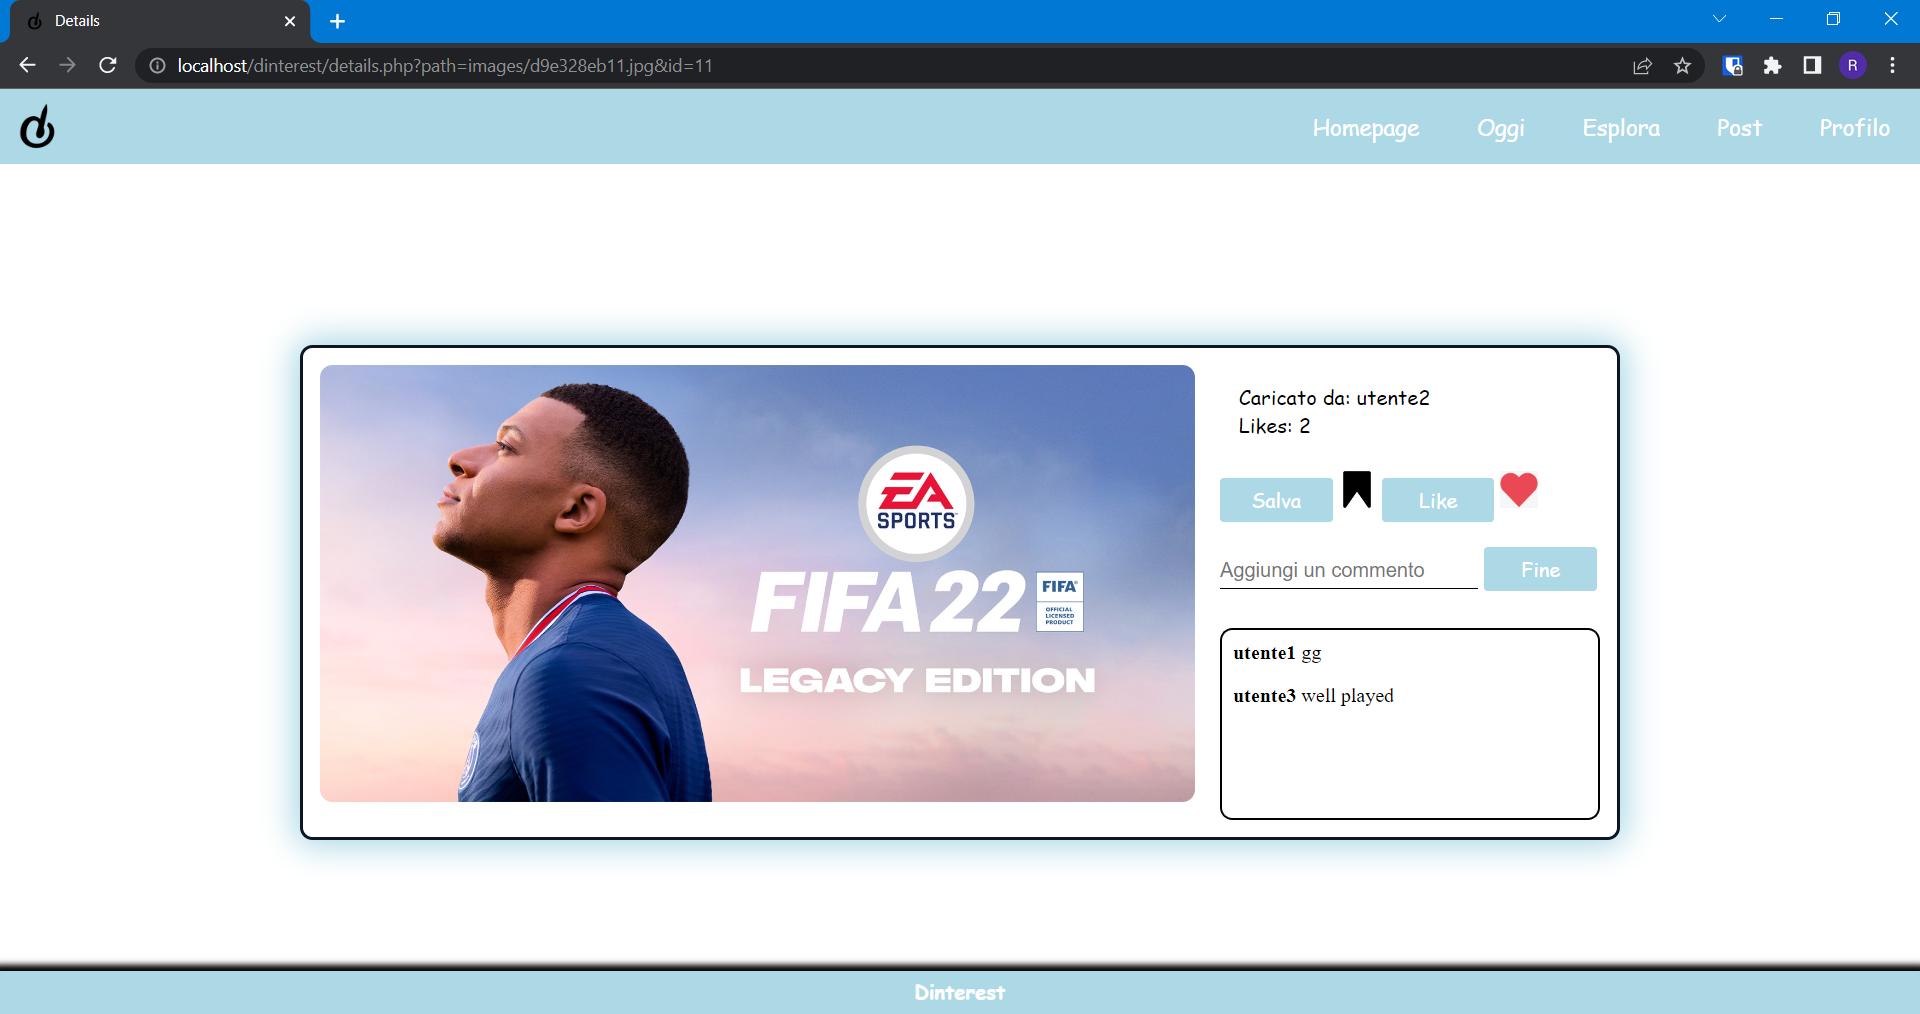 Details
localhost/dinterest/details.php?path=images/d9e328eb11.jpg&id=11
R
Homepage Oggi Esplora Post Profilo
EA
SPORTS
FIFA 22
FIFA
OFFICIAL
LICENSED
PRODUCT
LEGACY EDITION
Caricato da: utente2
Likes: 2
Salva Like
Aggiungi un commento Fine
utente1 gg
utente3 well played
Dinterest